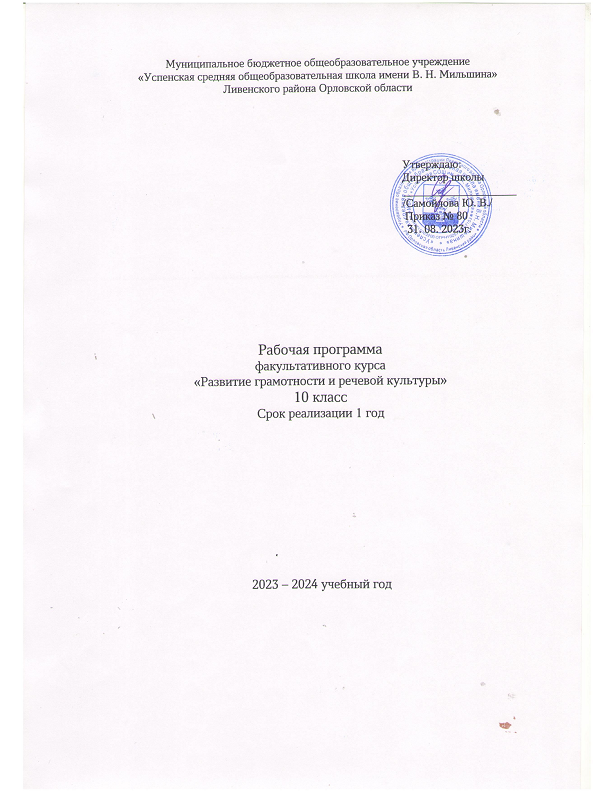 Муниципальное бюджетное общеобразовательное учреждение
«Успенская средняя общеобразовательная школа имени В. Н. Мильшина»
Ливенского района Орловской области
Утверждаю:
Директор школы
/Самойлова Ю. В./
Приказ № 80
31. 08. 2023г.
Рабочая программа
факультативного курса
«Развитие грамотности и речевой культуры»
10 класс
Срок реализации 1 год
2023 – 2024 учебный год